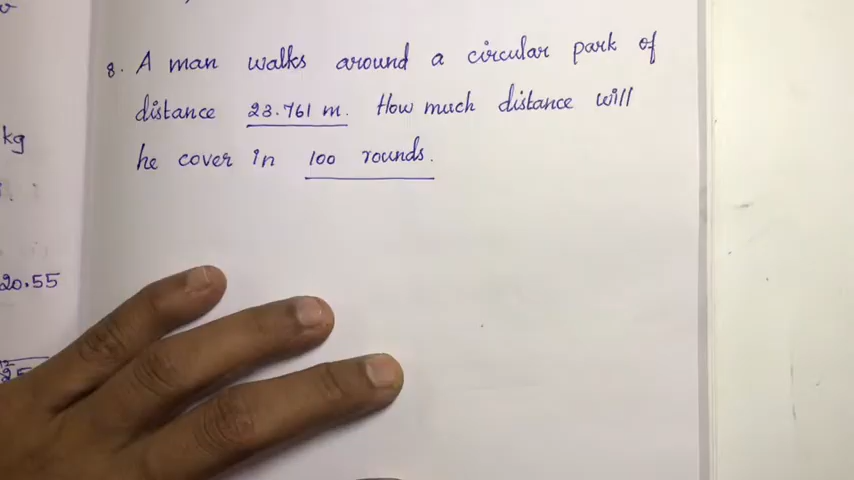 kg
20.55
8. A man walks around a circular park of
distance 23.761 m. How much distance will
he cover in 100 rounds.